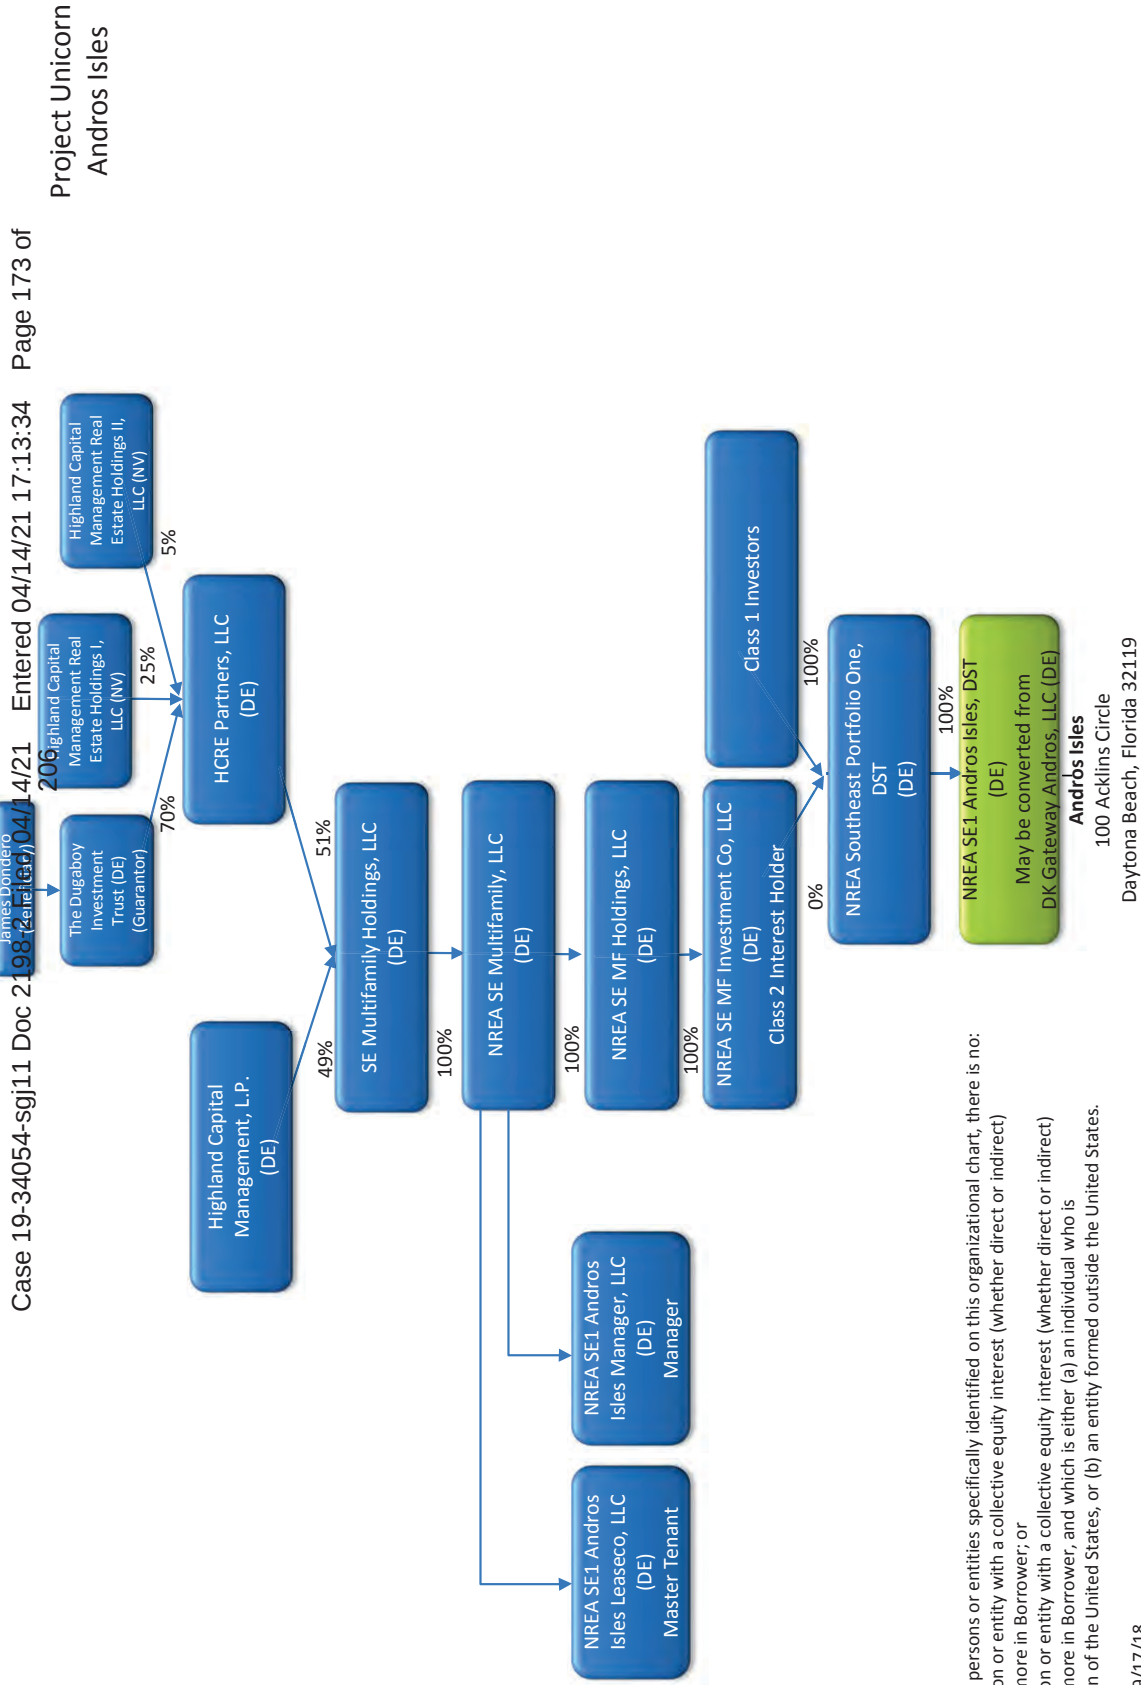 Case 19-34054-sgj11 Doc 2198-2 Filed 04/14/21 Entered 04/14/21 17:13:34 Page 173 of
206
Project Unicorn
Andros Isles
James Dondero
The Dugaboy
Investment
Trust (DE)
(Guarantor)
Highland Capital
Management Real
Estate Holdings I,
LLC (NV)
Highland Capital
Management Real
Estate Holdings II,
LLC (NV)
70%
25%
5%
Highland Capital
Management, L.P.
(DE)
HCRE Partners, LLC
(DE)
49%
51%
SE Multifamily Holdings, LLC
(DE)
100%
NREA SE Multifamily, LLC
(DE)
100%
NREA SE1 Andros
Isles Leaseco, LLC
(DE)
Master Tenant
NREA SE1 Andros
Isles Manager, LLC
(DE)
Manager
NREA SE MF Holdings, LLC
(DE)
100%
NREA SE MF Investment Co, LLC
(DE)
Class 2 Interest Holder
Class 1 Investors
0%
100%
NREA Southeast Portfolio One,
DST
(DE)
100%
NREA SE1 Andros Isles, DST
(DE)
May be converted from
DK Gateway Andros, LLC (DE)
Andros Isles
100 Acklins Circle
Daytona Beach, Florida 32119
persons or entities specifically identified on this organizational chart, there is no:
on or entity with a collective equity interest (whether direct or indirect)
more in Borrower; or
on or entity with a collective equity interest (whether direct or indirect)
more in Borrower, and which is either (a) an individual who is
n of the United States, or (b) an entity formed outside the United States.
/17/18